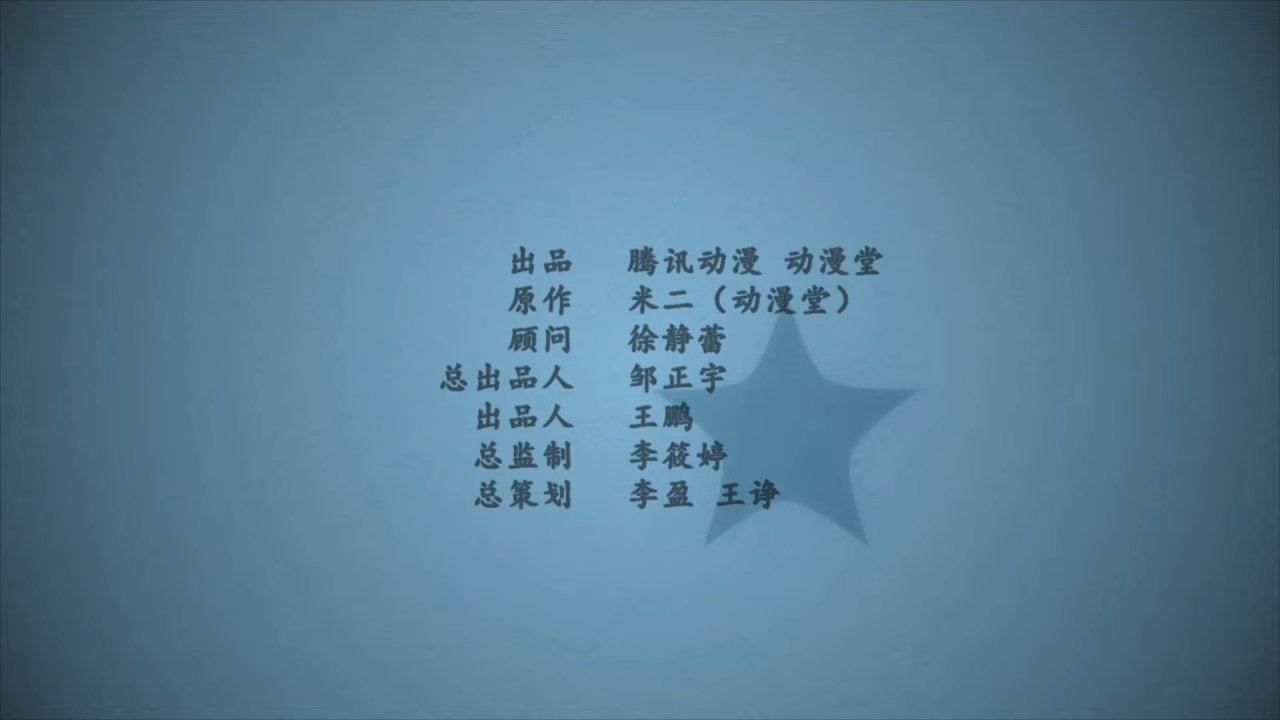 出品 腾讯动漫 动漫堂
原作 米二（动漫堂）
顾问 徐静蕾
总出品人 邹正宇
出品人 王鹏
总监制 李筱婷
总策划 李盈 王诤